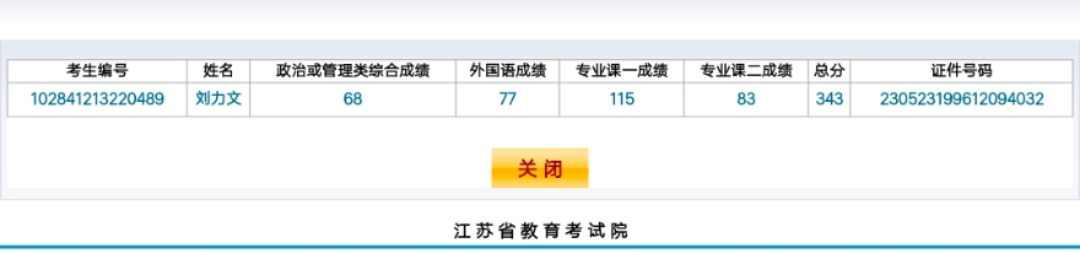 考生编号 姓名 政治或管理类综合成绩 外国语成绩 专业课一成绩 专业课二成绩 总分 证件号码
102841213220489 刘力文 68 77 115 83 343 230523199612094032
关闭
江苏省教育考试院